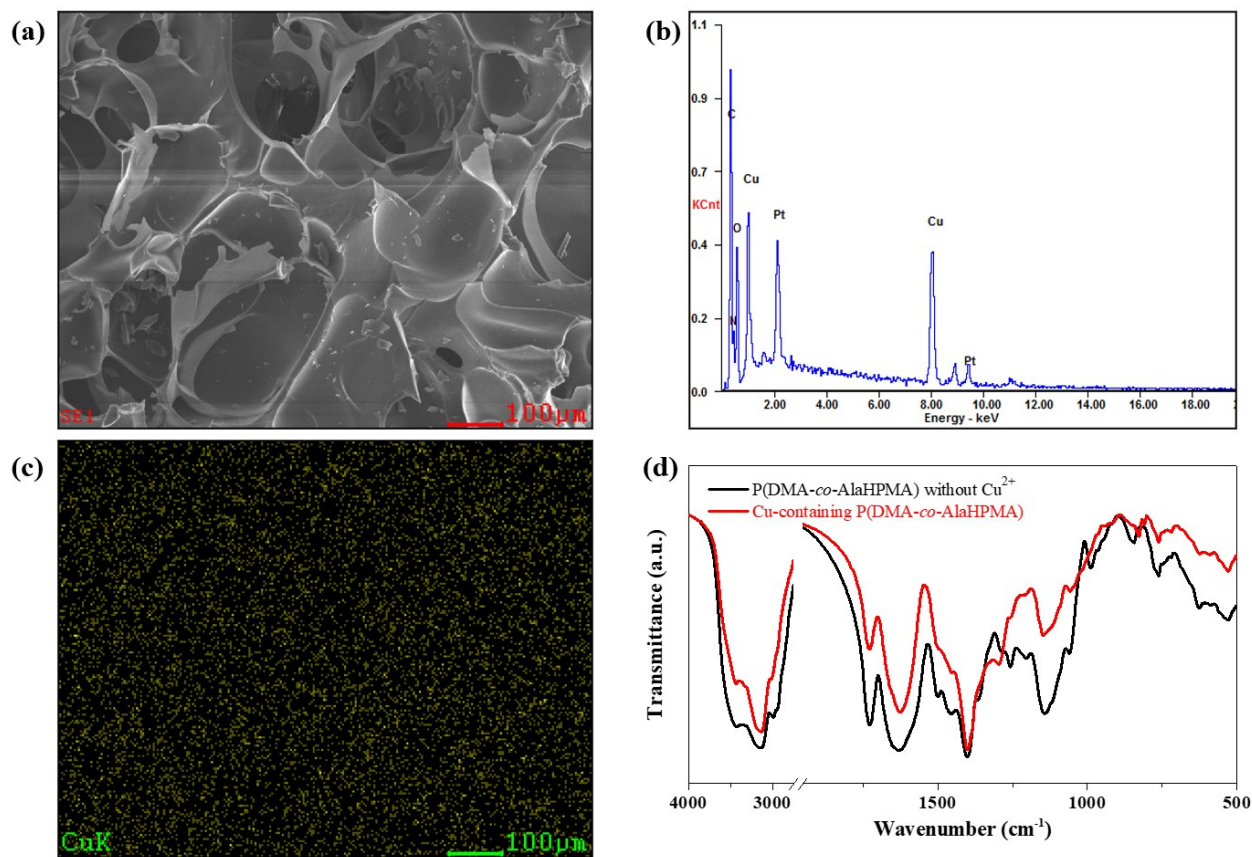 (a)
SEI
100μm
(b)
1.1
0.9
0.7
KCnt
0.4
0.2
0.0
C
O
N
Cu
Pt
Cu
Pt
2.00 4.00 6.00 8.00 10.00 12.00 14.00 16.00 18.00
Energy - keV
(c)
CuK
100μm
(d)
P(DMA-co-AlaHPMA) without Cu²⁺
Cu-containing P(DMA-co-AlaHPMA)
Transmittance (a.u.)
4000 3000 1500 1000 500
Wavenumber (cm⁻¹)